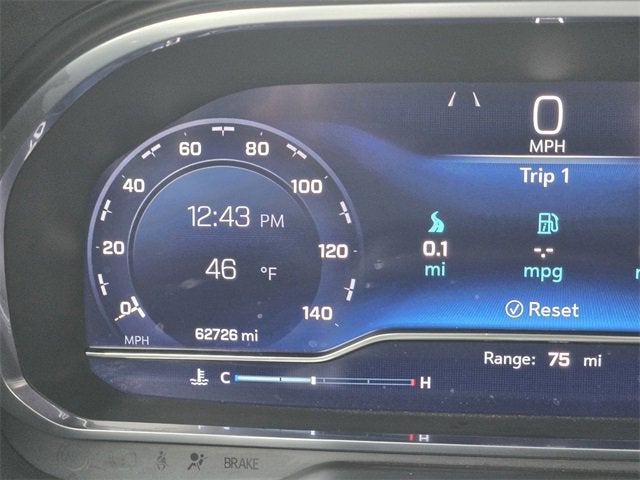 0
MPH
Trip 1
60 80
40 100
12:43 PM
0.1 -.-
20 120
46 °F
mi mpg
0 140
Reset
62726 mi
MPH
Range: 75 mi
C H
H
BRAKE